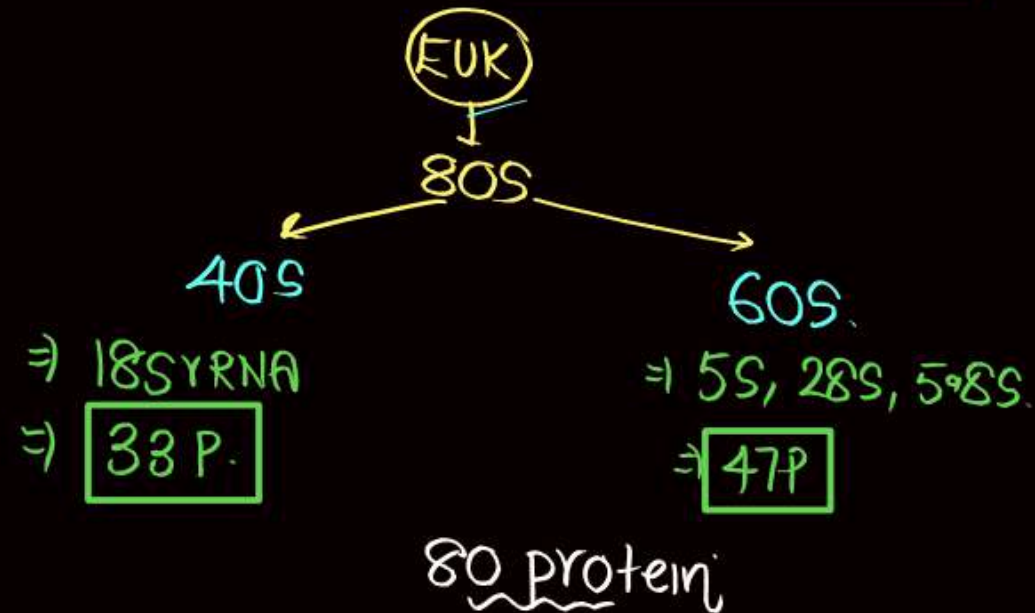 EUK
80S
40S
60S.
⇒ 18S rRNA
⇒ 5S, 28S, 5.8S.
⇒ 33 P.
⇒ 47P
80 protein